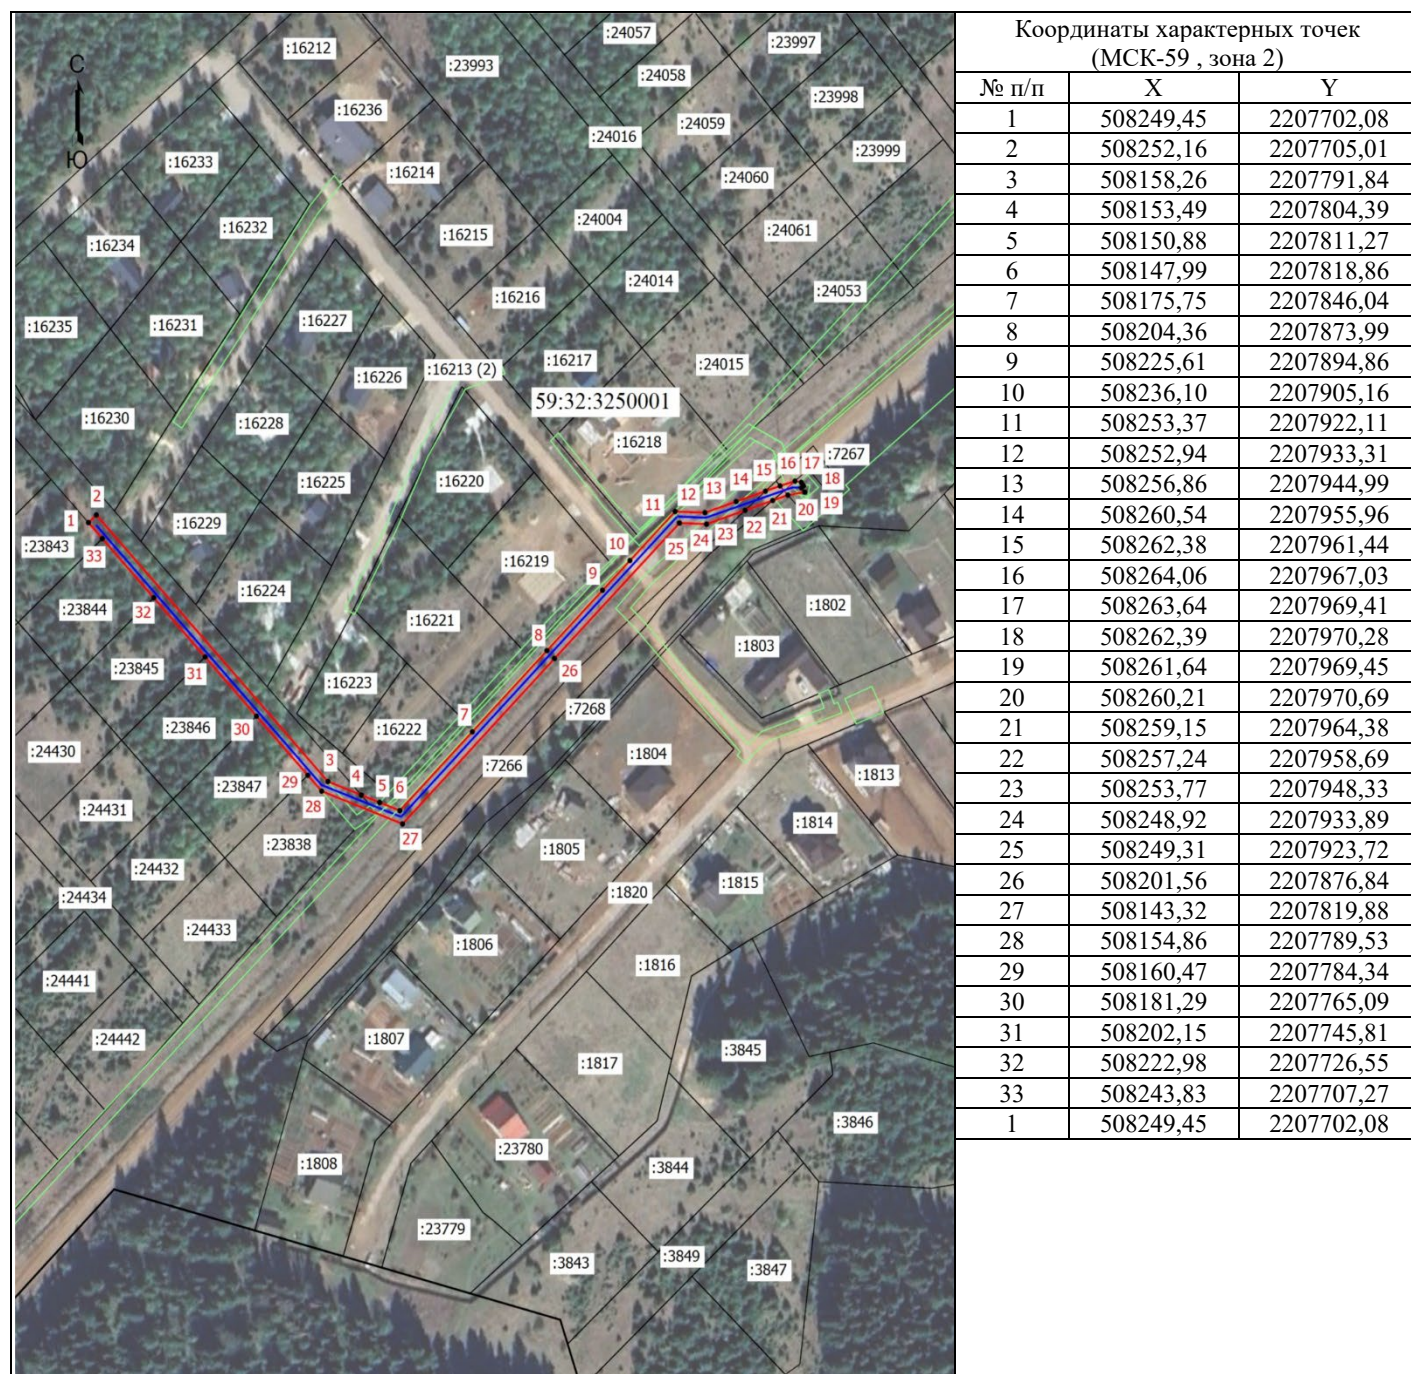 С
Ю
:16212
:23993
:24057
:23997
:24058
:23998
:16236
:24059
:24016
:23999
:16233
:16214
:24060
:16232
:24004
:24061
:16234
:16215
:24014
:24053
:16216
:16235
:16231
:16227
:16217
:24015
:16213 (2)
:16226
59:32:3250001
:16230
:16228
:16218
:7267
:16225
:16220
:16229
:23843
:16219
:16224
:23844
:1802
:16221
:1803
:23845
:16223
:7268
:23846
:16222
:24430
:1804
:7266
:1813
:23847
:24431
:1814
:23838
:1805
:24432
:1815
:24434
:1820
:24433
:1806
:1816
:24441
:24442
:1807
:3845
:1817
:3846
:23780
:1808
:3844
:23779
:3849
:3843
:3847
1
2
3
4
5
6
7
8
9
10
11
12
13
14
15
16
17
18
19
20
21
22
23
24
25
26
27
28
29
30
31
32
33
Координаты характерных точек
(МСК-59 , зона 2)
№ п/п X Y
1 508249,45 2207702,08
2 508252,16 2207705,01
3 508158,26 2207791,84
4 508153,49 2207804,39
5 508150,88 2207811,27
6 508147,99 2207818,86
7 508175,75 2207846,04
8 508204,36 2207873,99
9 508225,61 2207894,86
10 508236,10 2207905,16
11 508253,37 2207922,11
12 508252,94 2207933,31
13 508256,86 2207944,99
14 508260,54 2207955,96
15 508262,38 2207961,44
16 508264,06 2207967,03
17 508263,64 2207969,41
18 508262,39 2207970,28
19 508261,64 2207969,45
20 508260,21 2207970,69
21 508259,15 2207964,38
22 508257,24 2207958,69
23 508253,77 2207948,33
24 508248,92 2207933,89
25 508249,31 2207923,72
26 508201,56 2207876,84
27 508143,32 2207819,88
28 508154,86 2207789,53
29 508160,47 2207784,34
30 508181,29 2207765,09
31 508202,15 2207745,81
32 508222,98 2207726,55
33 508243,83 2207707,27
1 508249,45 2207702,08